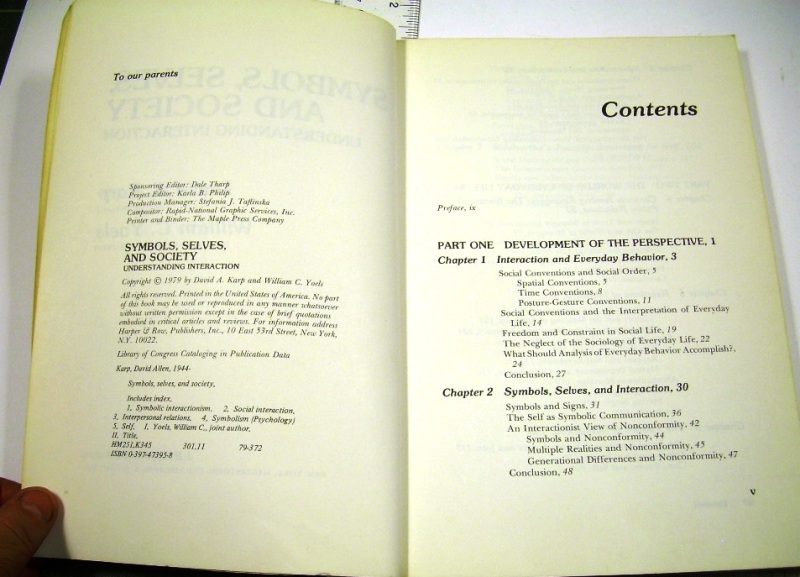 To our parents
Sponsoring Editor: Dale Tharp
Project Editor: Karla B. Philip
Production Manager: Stefania J. Taflinska
Compositor: Rapid-National Graphic Services, Inc.
Printer and Binder: The Maple Press Company
SYMBOLS, SELVES,
AND SOCIETY
UNDERSTANDING INTERACTION
Copyright © 1979 by David A. Karp and William C. Yoels
All rights reserved. Printed in the United States of America. No part
of this book may be used or reproduced in any manner whatsoever
without written permission except in the case of brief quotations
embodied in critical articles and reviews. For information address
Harper & Row, Publishers, Inc., 10 East 53rd Street, New York,
N.Y. 10022.
Library of Congress Cataloging in Publication Data
Karp, David Allen, 1944-
Symbols, selves, and society.
Includes index.
1. Symbolic interactionism. 2. Social interaction.
3. Interpersonal relations. 4. Symbolism (Psychology)
5. Self. I. Yoels, William C., joint author.
II. Title.
HM251.K345 301.11 79-372
ISBN 0-397-47395-8
Contents
Preface, ix
PART ONE DEVELOPMENT OF THE PERSPECTIVE, 1
Chapter 1 Interaction and Everyday Behavior, 3
Social Conventions and Social Order, 5
Spatial Conventions, 5
Time Conventions, 8
Posture-Gesture Conventions, 11
Social Conventions and the Interpretation of Everyday
Life, 14
Freedom and Constraint in Social Life, 19
The Neglect of the Sociology of Everyday Life, 22
What Should Analysis of Everyday Behavior Accomplish?,
24
Conclusion, 27
Chapter 2 Symbols, Selves, and Interaction, 30
Symbols and Signs, 31
The Self as Symbolic Communication, 36
An Interactionist View of Nonconformity, 42
Symbols and Nonconformity, 44
Multiple Realities and Nonconformity, 45
Generational Differences and Nonconformity, 47
Conclusion, 48
v
2